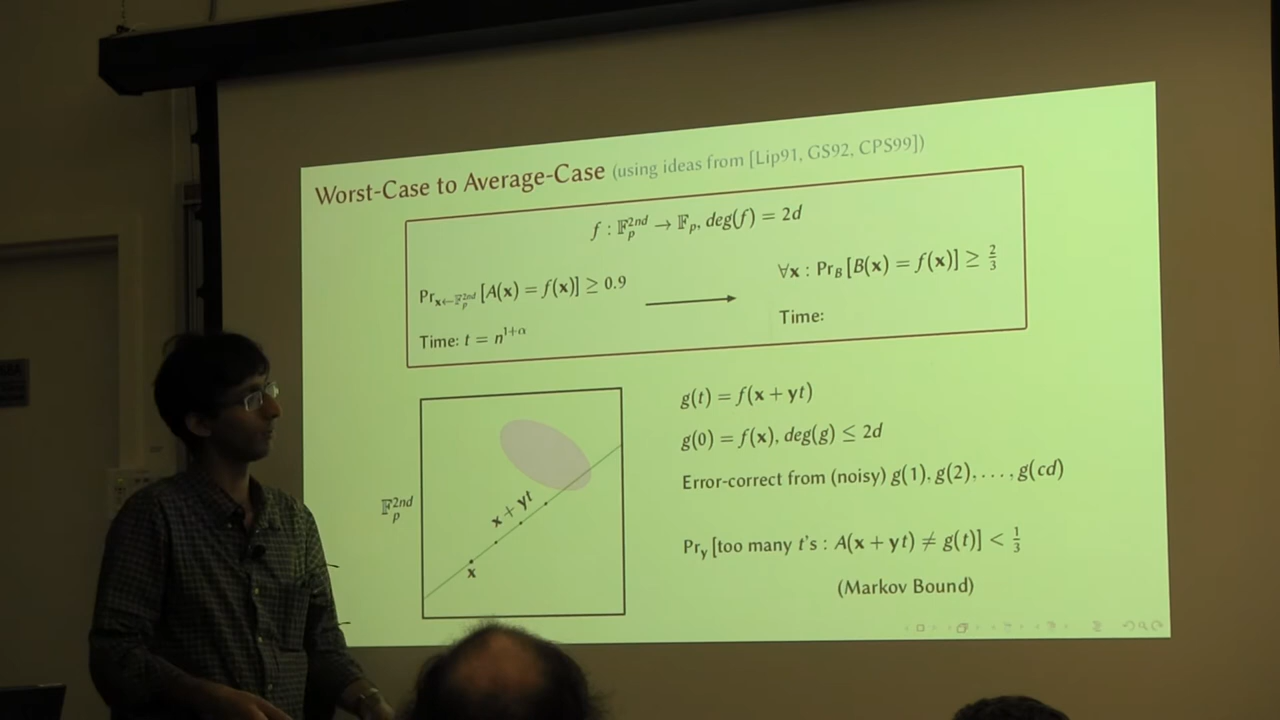 Worst-Case to Average-Case (using ideas from [Lip91, GS92, CPS99])
f : 𝔽_p^{2nd} → 𝔽_p, deg(f) = 2d
Pr_{x←𝔽_p^{2nd}} [A(x) = f(x)] ≥ 0.9
Time: t = n^{1+α}
∀x : Pr_B [B(x) = f(x)] ≥ 2/3
Time:
𝔽_p^{2nd}
x + yt
x
g(t) = f(x + yt)
g(0) = f(x), deg(g) ≤ 2d
Error-correct from (noisy) g(1), g(2), . . . , g(cd)
Pr_y [too many t's : A(x + yt) ≠ g(t)] < 1/3
(Markov Bound)